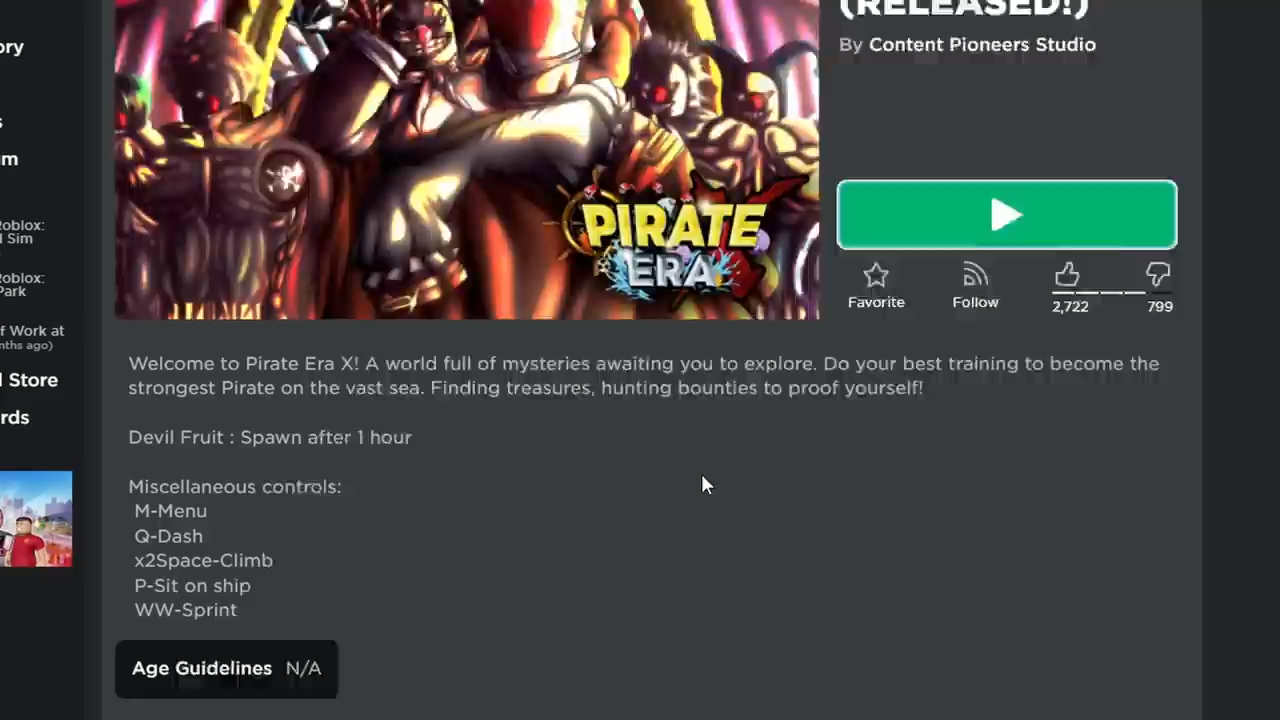 (RELEASED!)
By Content Pioneers Studio
ory
s
m
Roblox:
l Sim
Roblox:
Park
f Work at
nths ago)
l Store
rds
PIRATE
ERA
Favorite
Follow
2,722
799
Welcome to Pirate Era X! A world full of mysteries awaiting you to explore. Do your best training to become the
strongest Pirate on the vast sea. Finding treasures, hunting bounties to proof yourself!
Devil Fruit : Spawn after 1 hour
Miscellaneous controls:
M-Menu
Q-Dash
x2Space-Climb
P-Sit on ship
WW-Sprint
Age Guidelines N/A